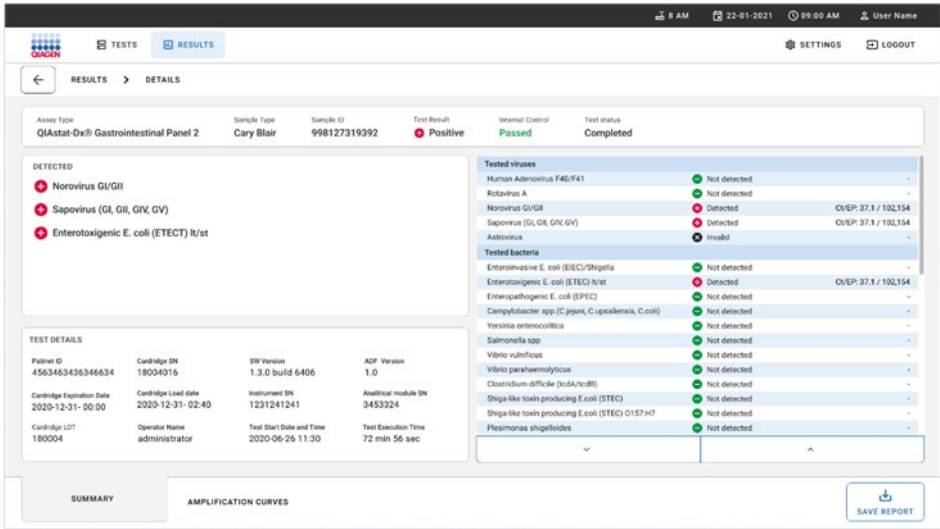 8 AM 22-01-2021 09:00 AM User Name
QIAGEN TESTS RESULTS SETTINGS LOGOUT
RESULTS > DETAILS
Assay Type Sample Type Sample ID Test Result Internal Control Test status
QIAstat-Dx® Gastrointestinal Panel 2 Cary Blair 998127319392 Positive Passed Completed
DETECTED
Norovirus GI/GII
Sapovirus (GI, GII, GIV, GV)
Enterotoxigenic E. coli (ETECT) lt/st
TEST DETAILS
Patinet ID Cardridge SN SW Version ADF Version
4563463436346634 18004016 1.3.0 build 6406 1.0
Cardridge Expiration Date Cardridge Load date Instrument SN Analitical module SN
2020-12-31- 00:00 2020-12-31- 02:40 1231241241 3453324
Cardridge LOT Operator Name Test Start Date and Time Test Execution Time
180004 administrator 2020-06-26 11:30 72 min 56 sec
Tested viruses
Human Adenovirus F40/F41 Not detected -
Rotavirus A Not detected -
Norovirus GI/GII Detected Ct/EP: 37.1 / 102,154
Sapovirus (GI, GII, GIV, GV) Detected Ct/EP: 37.1 / 102,154
Astrovirus Invalid -
Tested bacteria
Enteroinvasive E. coli (EIEC)/Shigella Not detected -
Enterotoxigenic E. coli (ETEC) lt/st Detected Ct/EP: 37.1 / 102,154
Enteropathogenic E. coli (EPEC) Not detected -
Campylobacter spp.(C.jejuni, C.upsaliensis, C.coli) Not detected -
Yersinia enterocolitica Not detected -
Salmonella spp Not detected -
Vibrio vulnificus Not detected -
Vibrio parahaemolyticus Not detected -
Clostridium difficile (tcdA/tcdB) Not detected -
Shiga-like toxin producing E.coli (STEC) Not detected -
Shiga-like toxin producing E.coli (STEC) O157:H7 Not detected -
Plesimonas shigelloides Not detected -
SUMMARY AMPLIFICATION CURVES SAVE REPORT